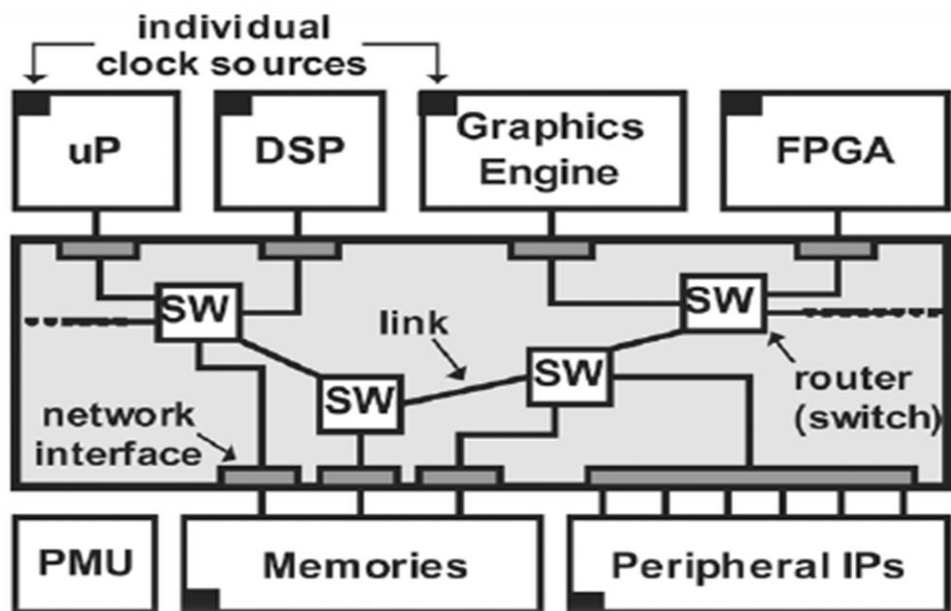 individual
clock sources
uP
DSP
Graphics
Engine
FPGA
SW
SW
link
SW
SW
router
(switch)
network
interface
PMU
Memories
Peripheral IPs